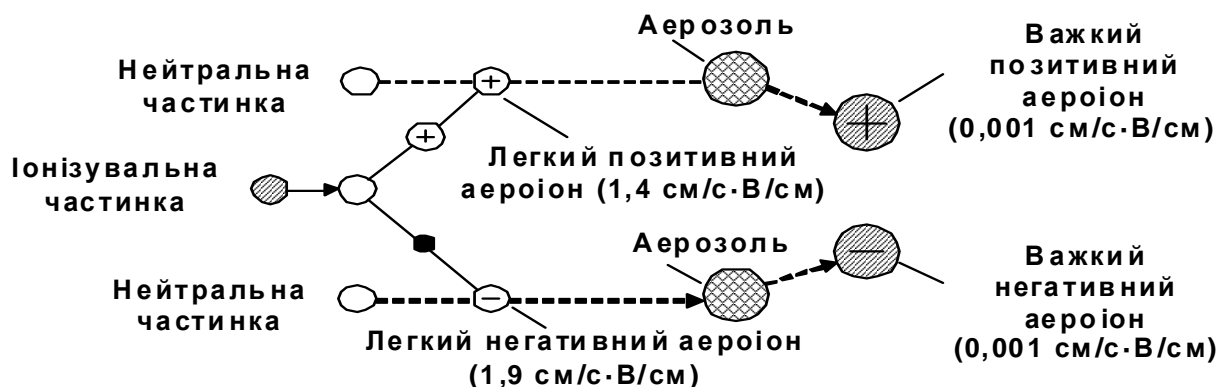 Нейтральна
частинка
Аерозоль
Важкий
позитивний
аероіон
(0,001 см/с·В/см)
Іонізувальна
частинка
+
+
+
Легкий позитивний
аероіон (1,4 см/с·В/см)
Нейтральна
частинка
Аерозоль
−
−
Легкий негативний аероіон
(1,9 см/с·В/см)
Важкий
негативний
аероіон
(0,001 см/с·В/см)